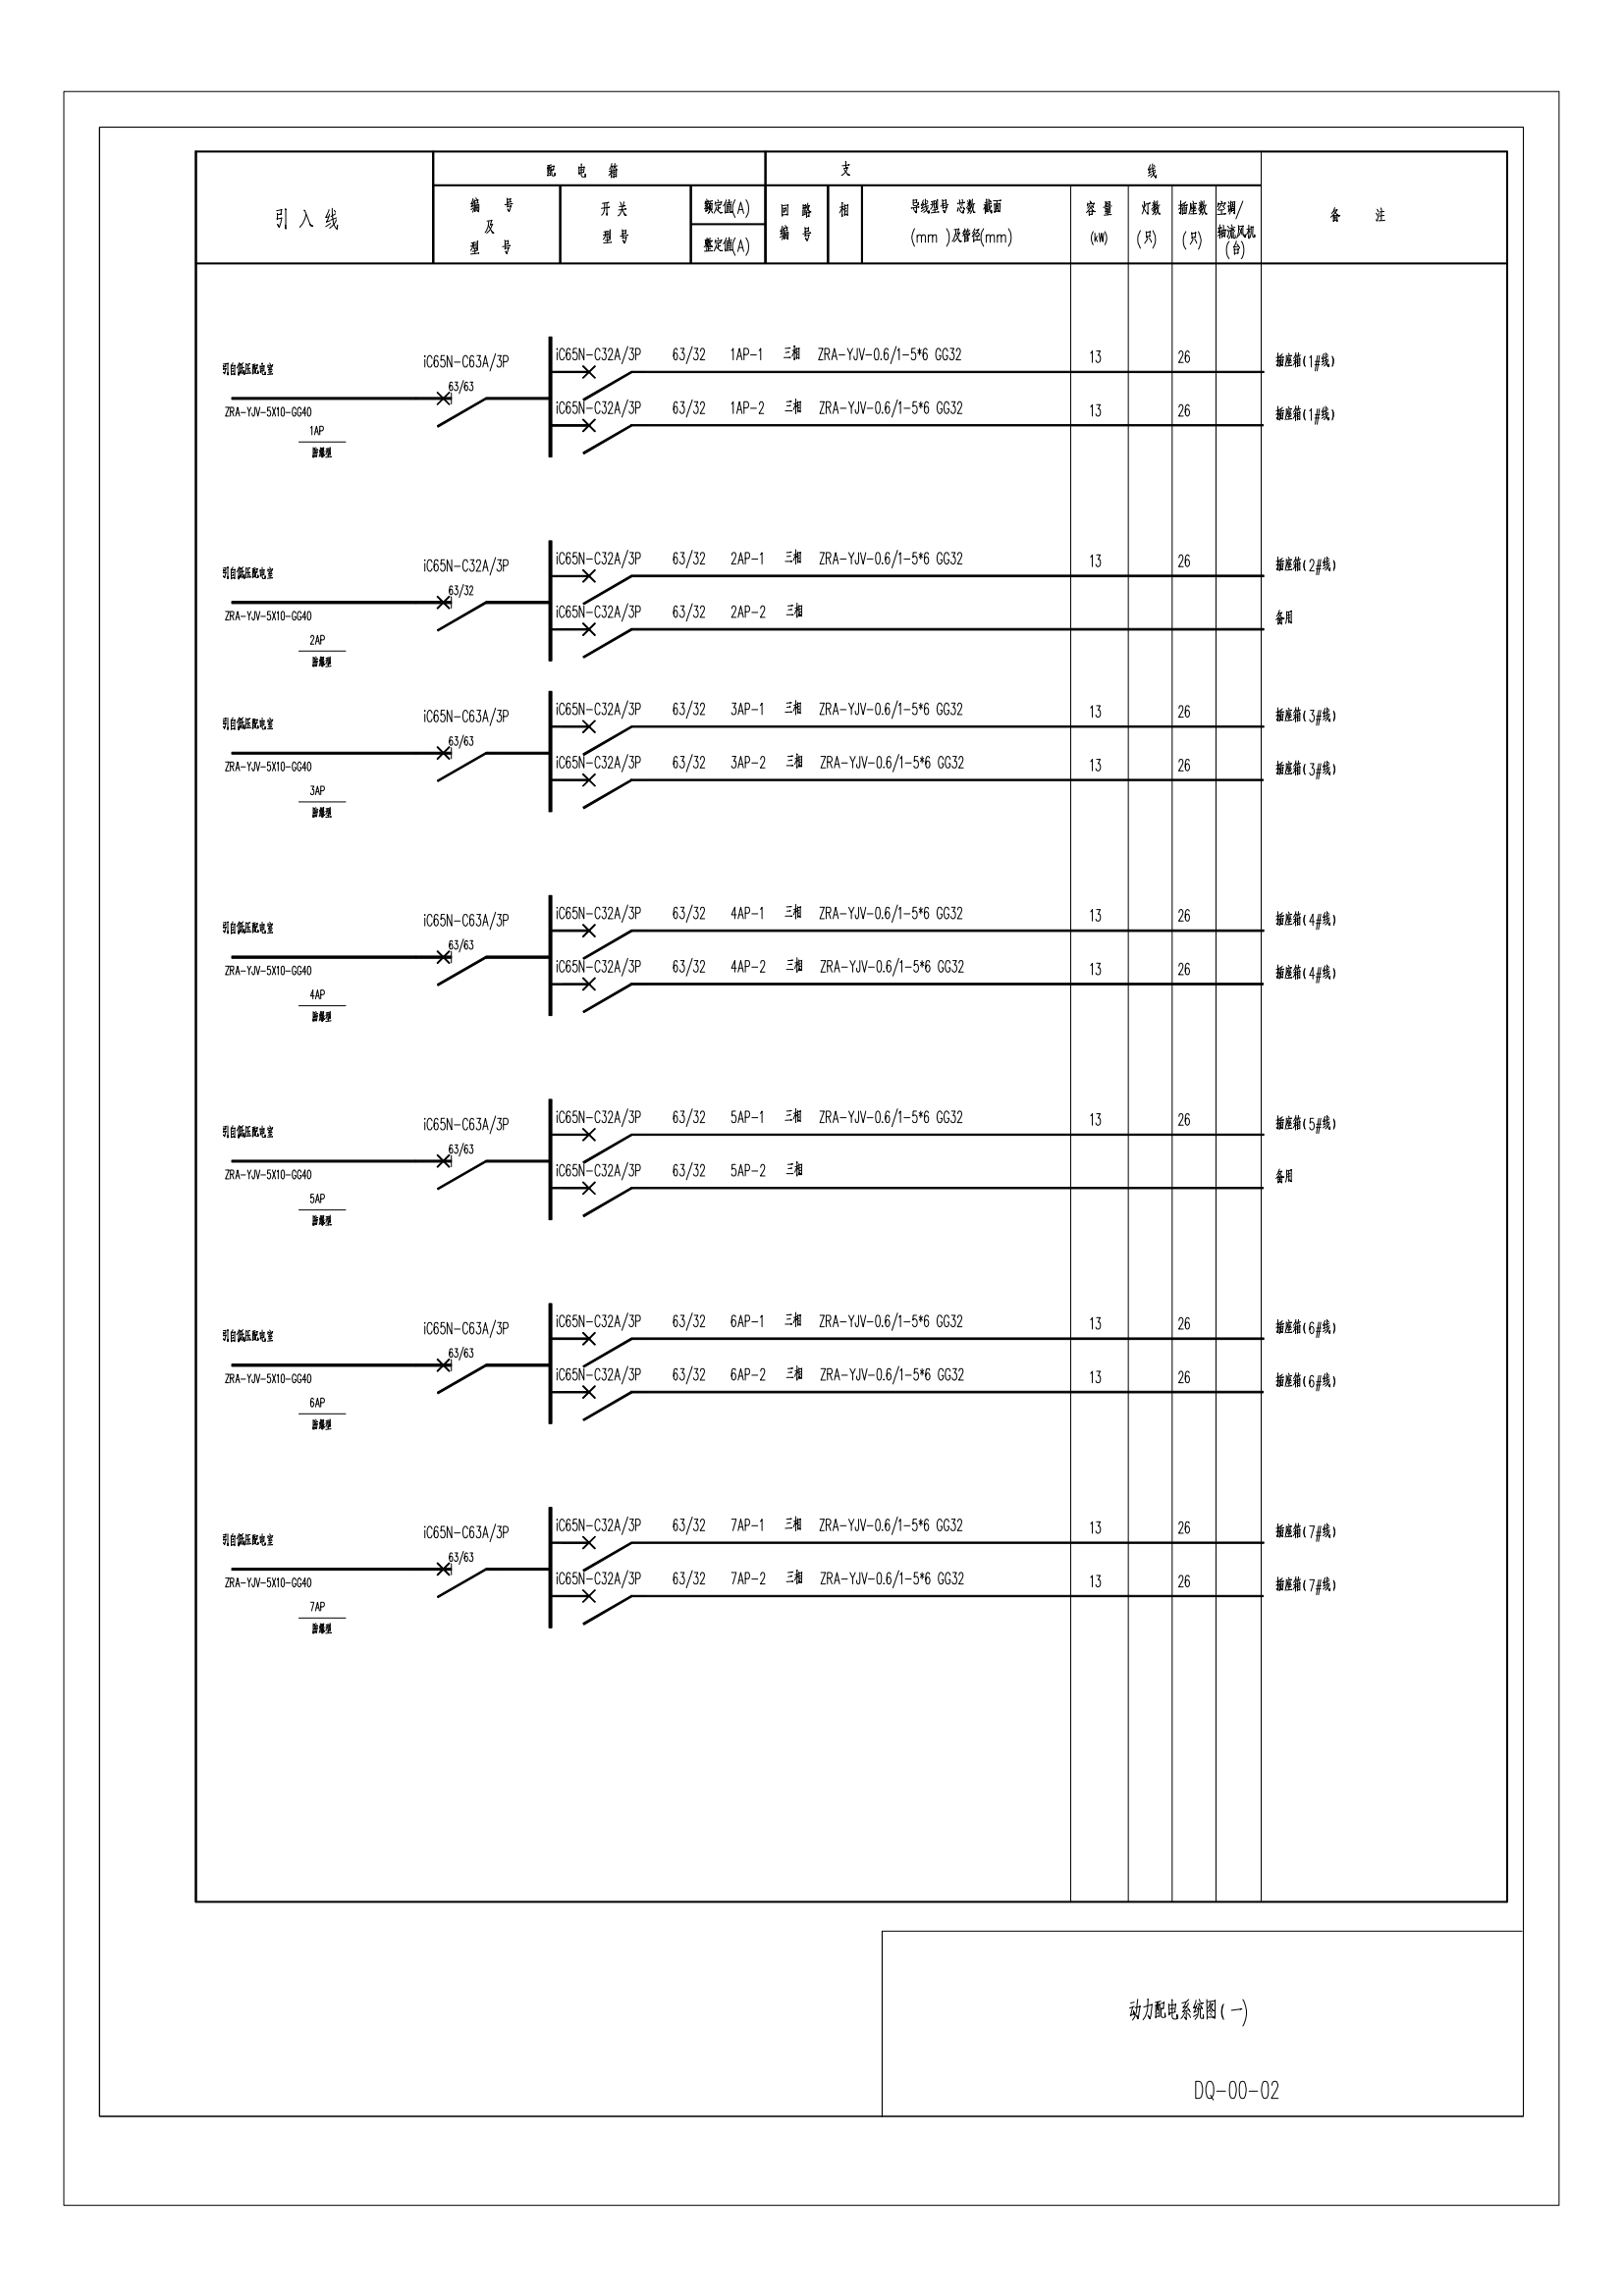 引入线
配电箱
支线
备注
编号
及
型号
开关
型号
额定值(A)
整定值(A)
回路
编号
相
导线型号 芯数 截面
(mm )及管径(mm)
容量
(kW)
灯数
(只)
插座数
(只)
空调/
轴流风机
(台)
引自低压配电室
ZRA-YJV-5X10-GG40
1AP
防爆型
iC65N-C63A/3P
63/63
iC65N-C32A/3P 63/32 1AP-1 三相 ZRA-YJV-0.6/1-5*6 GG32 13 26 插座箱(1#线)
iC65N-C32A/3P 63/32 1AP-2 三相 ZRA-YJV-0.6/1-5*6 GG32 13 26 插座箱(1#线)
引自低压配电室
ZRA-YJV-5X10-GG40
2AP
防爆型
iC65N-C32A/3P
63/32
iC65N-C32A/3P 63/32 2AP-1 三相 ZRA-YJV-0.6/1-5*6 GG32 13 26 插座箱(2#线)
iC65N-C32A/3P 63/32 2AP-2 三相 备用
引自低压配电室
ZRA-YJV-5X10-GG40
3AP
防爆型
iC65N-C63A/3P
63/63
iC65N-C32A/3P 63/32 3AP-1 三相 ZRA-YJV-0.6/1-5*6 GG32 13 26 插座箱(3#线)
iC65N-C32A/3P 63/32 3AP-2 三相 ZRA-YJV-0.6/1-5*6 GG32 13 26 插座箱(3#线)
引自低压配电室
ZRA-YJV-5X10-GG40
4AP
防爆型
iC65N-C63A/3P
63/63
iC65N-C32A/3P 63/32 4AP-1 三相 ZRA-YJV-0.6/1-5*6 GG32 13 26 插座箱(4#线)
iC65N-C32A/3P 63/32 4AP-2 三相 ZRA-YJV-0.6/1-5*6 GG32 13 26 插座箱(4#线)
引自低压配电室
ZRA-YJV-5X10-GG40
5AP
防爆型
iC65N-C63A/3P
63/63
iC65N-C32A/3P 63/32 5AP-1 三相 ZRA-YJV-0.6/1-5*6 GG32 13 26 插座箱(5#线)
iC65N-C32A/3P 63/32 5AP-2 三相 备用
引自低压配电室
ZRA-YJV-5X10-GG40
6AP
防爆型
iC65N-C63A/3P
63/63
iC65N-C32A/3P 63/32 6AP-1 三相 ZRA-YJV-0.6/1-5*6 GG32 13 26 插座箱(6#线)
iC65N-C32A/3P 63/32 6AP-2 三相 ZRA-YJV-0.6/1-5*6 GG32 13 26 插座箱(6#线)
引自低压配电室
ZRA-YJV-5X10-GG40
7AP
防爆型
iC65N-C63A/3P
63/63
iC65N-C32A/3P 63/32 7AP-1 三相 ZRA-YJV-0.6/1-5*6 GG32 13 26 插座箱(7#线)
iC65N-C32A/3P 63/32 7AP-2 三相 ZRA-YJV-0.6/1-5*6 GG32 13 26 插座箱(7#线)
动力配电系统图(一)
DQ-00-02